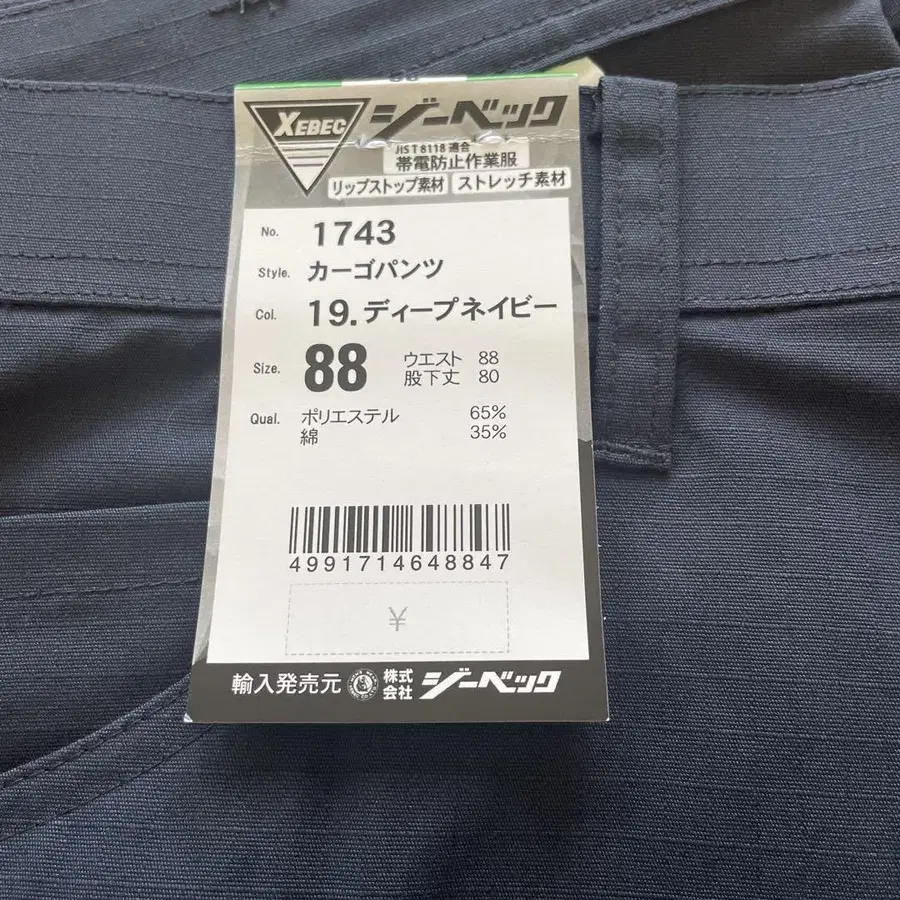 88
XEBEC ジーベック
JIS T 8118 適合
帯電防止作業服
リップストップ素材 ストレッチ素材
No. 1743
Style. カーゴパンツ
Col. 19.ディープネイビー
Size. 88 ウエスト 88
股下丈 80
Qual. ポリエステル 65%
綿 35%
4991714648847
¥
輸入発売元 株式会社 ジーベック